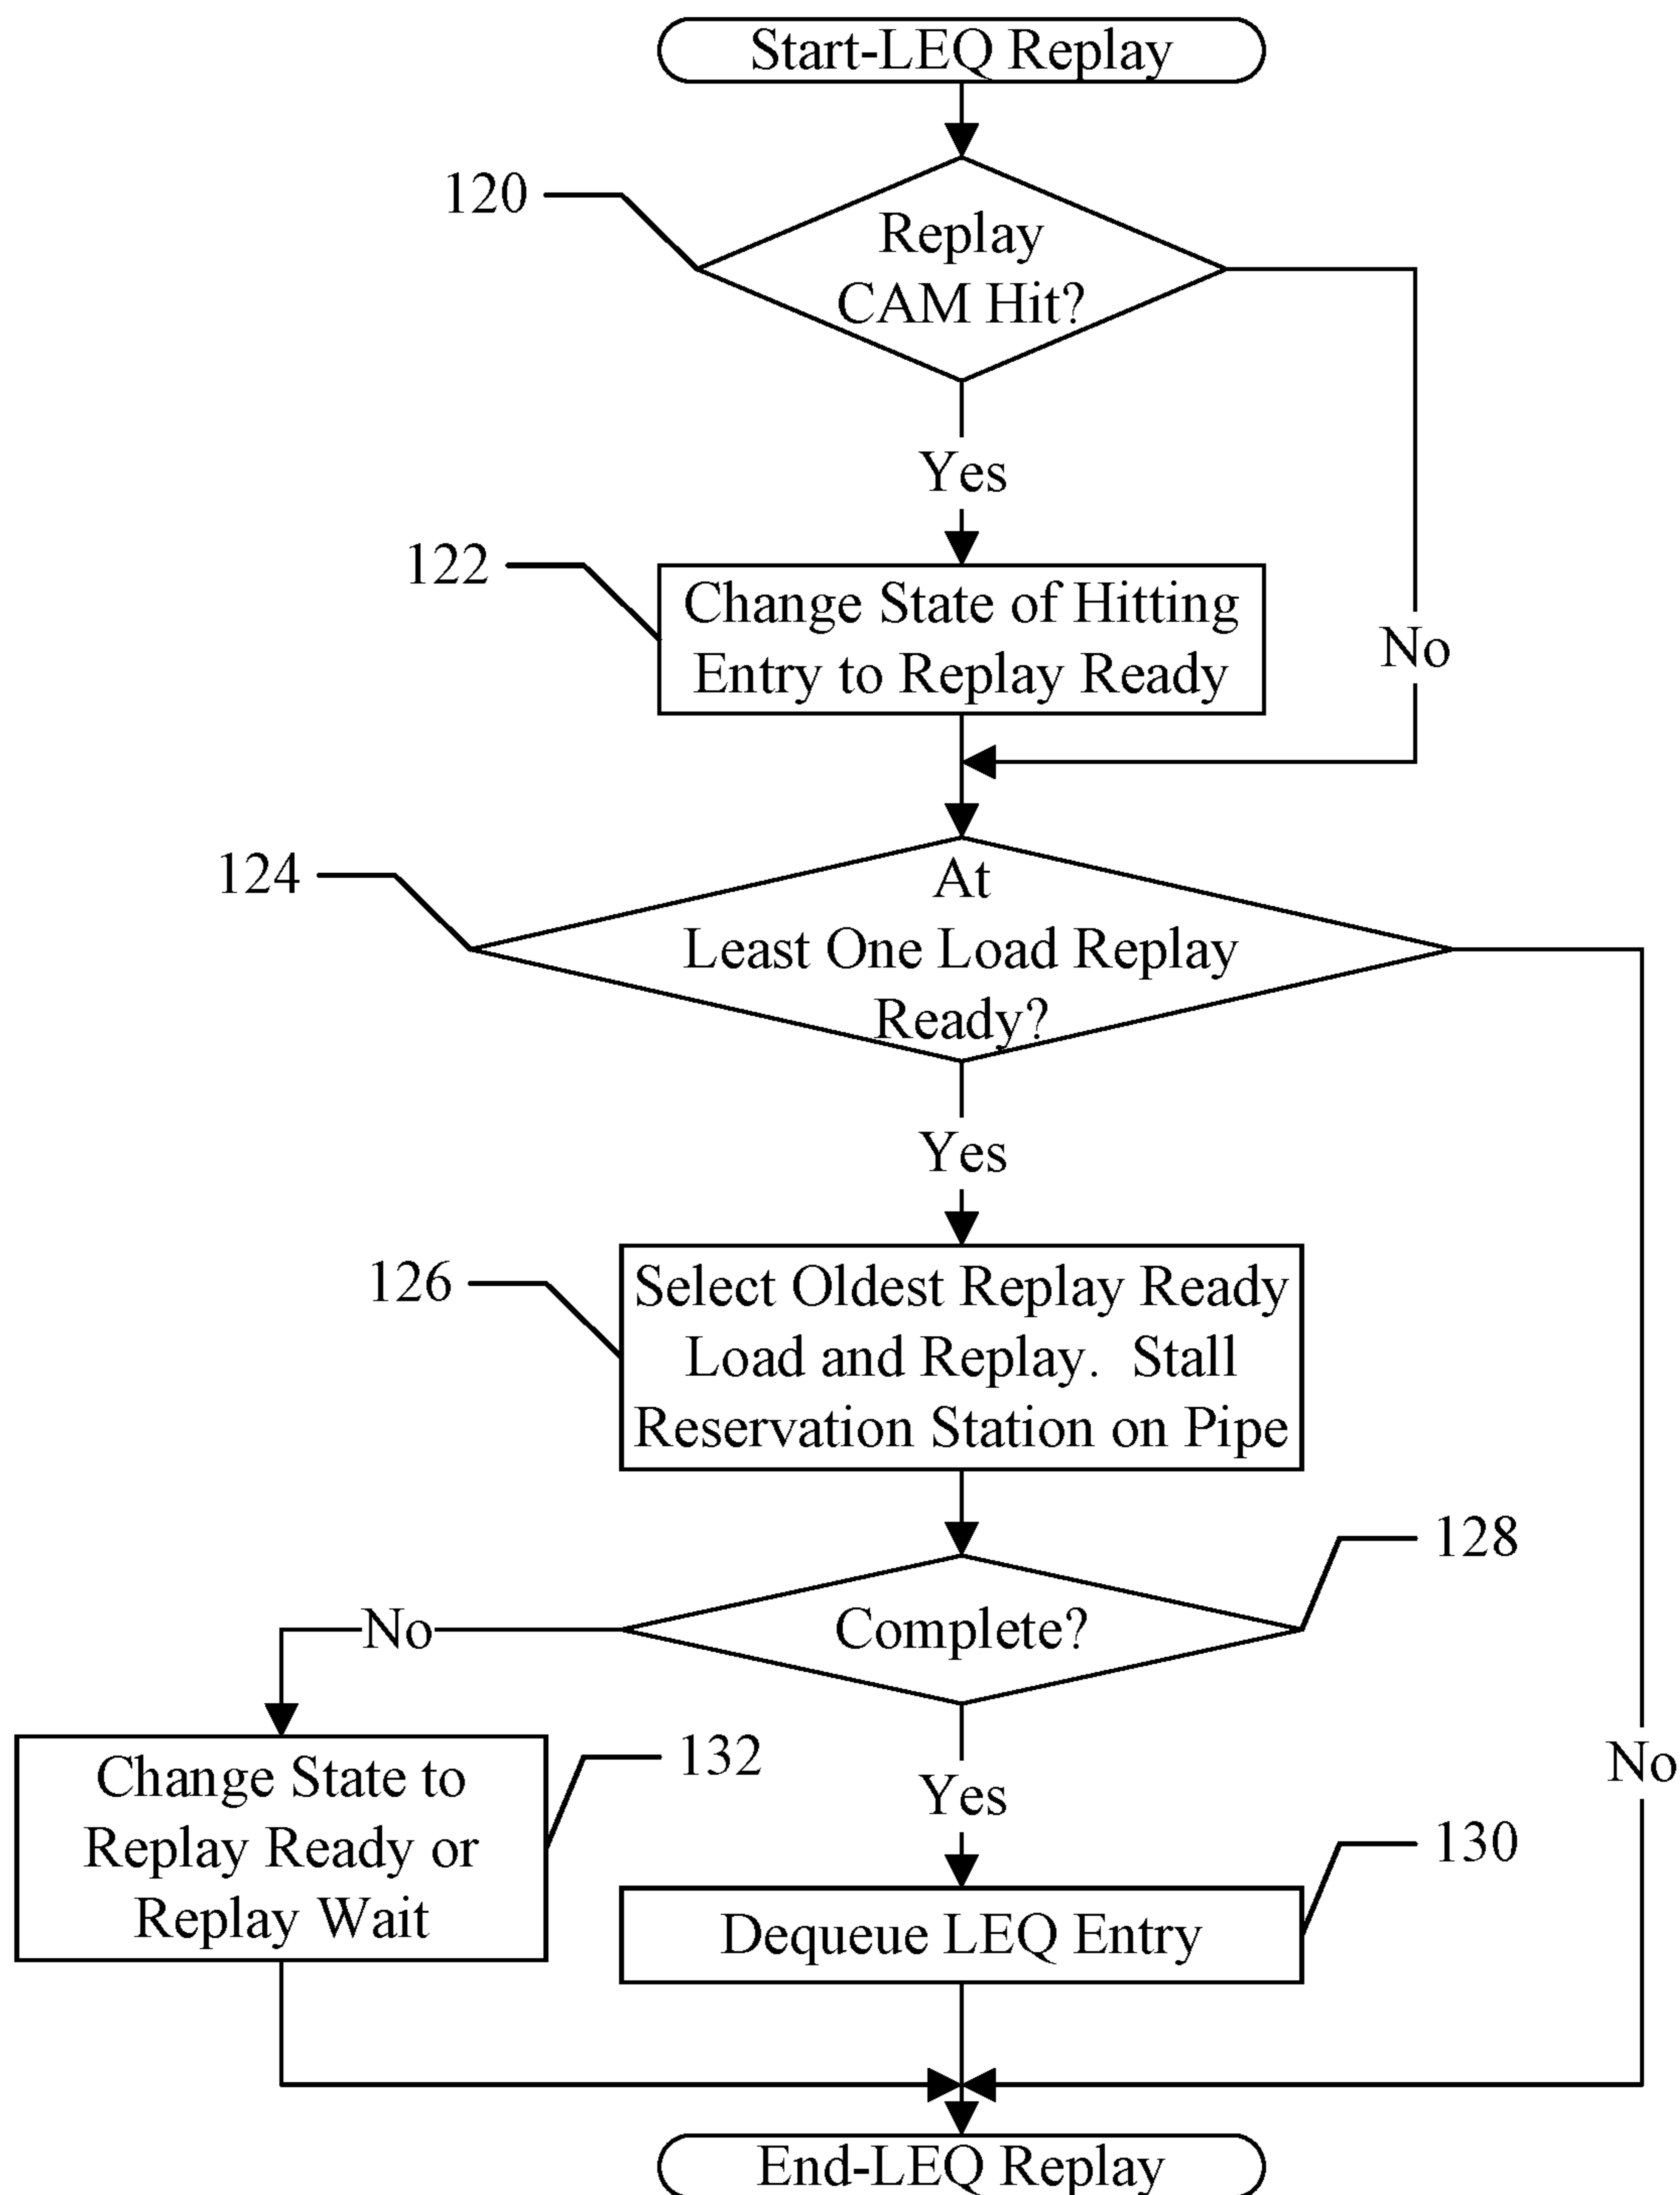 Start-LEQ Replay
120
Replay
CAM Hit?
Yes
122
Change State of Hitting
Entry to Replay Ready
No
124
At
Least One Load Replay
Ready?
Yes
126
Select Oldest Replay Ready
Load and Replay.  Stall
Reservation Station on Pipe
128
Complete?
No
132
Change State to
Replay Ready or
Replay Wait
Yes
No
130
Dequeue LEQ Entry
End-LEQ Replay